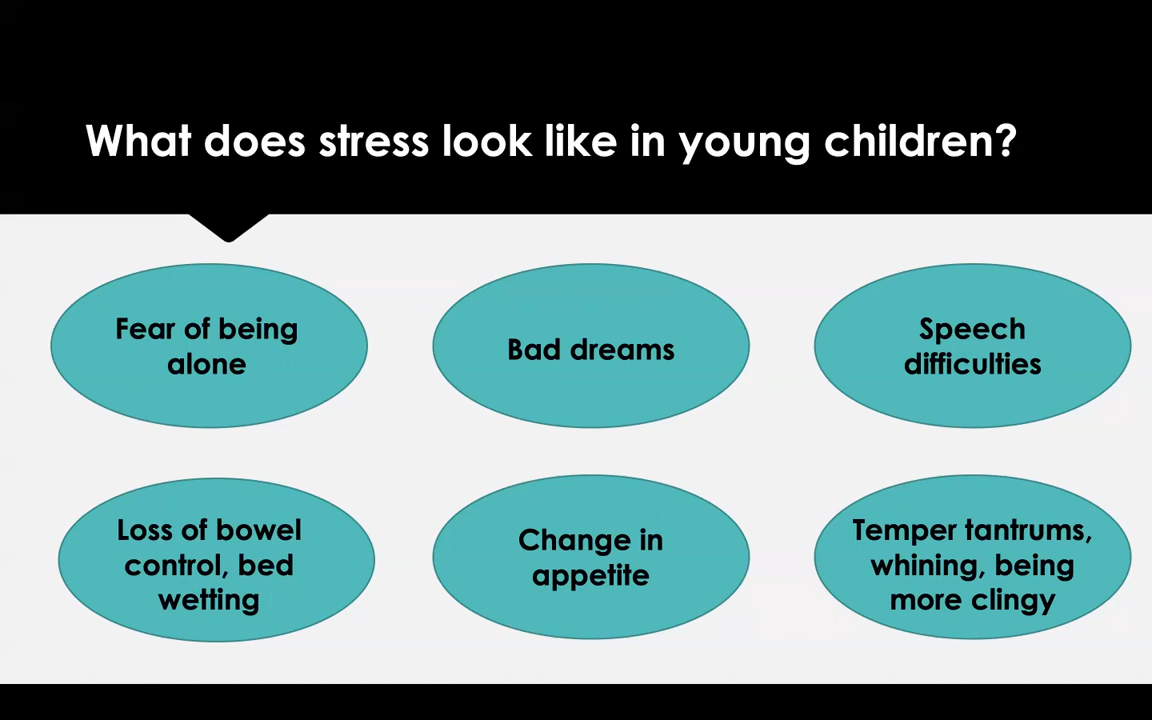 What does stress look like in young children?
Fear of being
alone
Bad dreams
Speech
difficulties
Loss of bowel
control, bed
wetting
Change in
appetite
Temper tantrums,
whining, being
more clingy